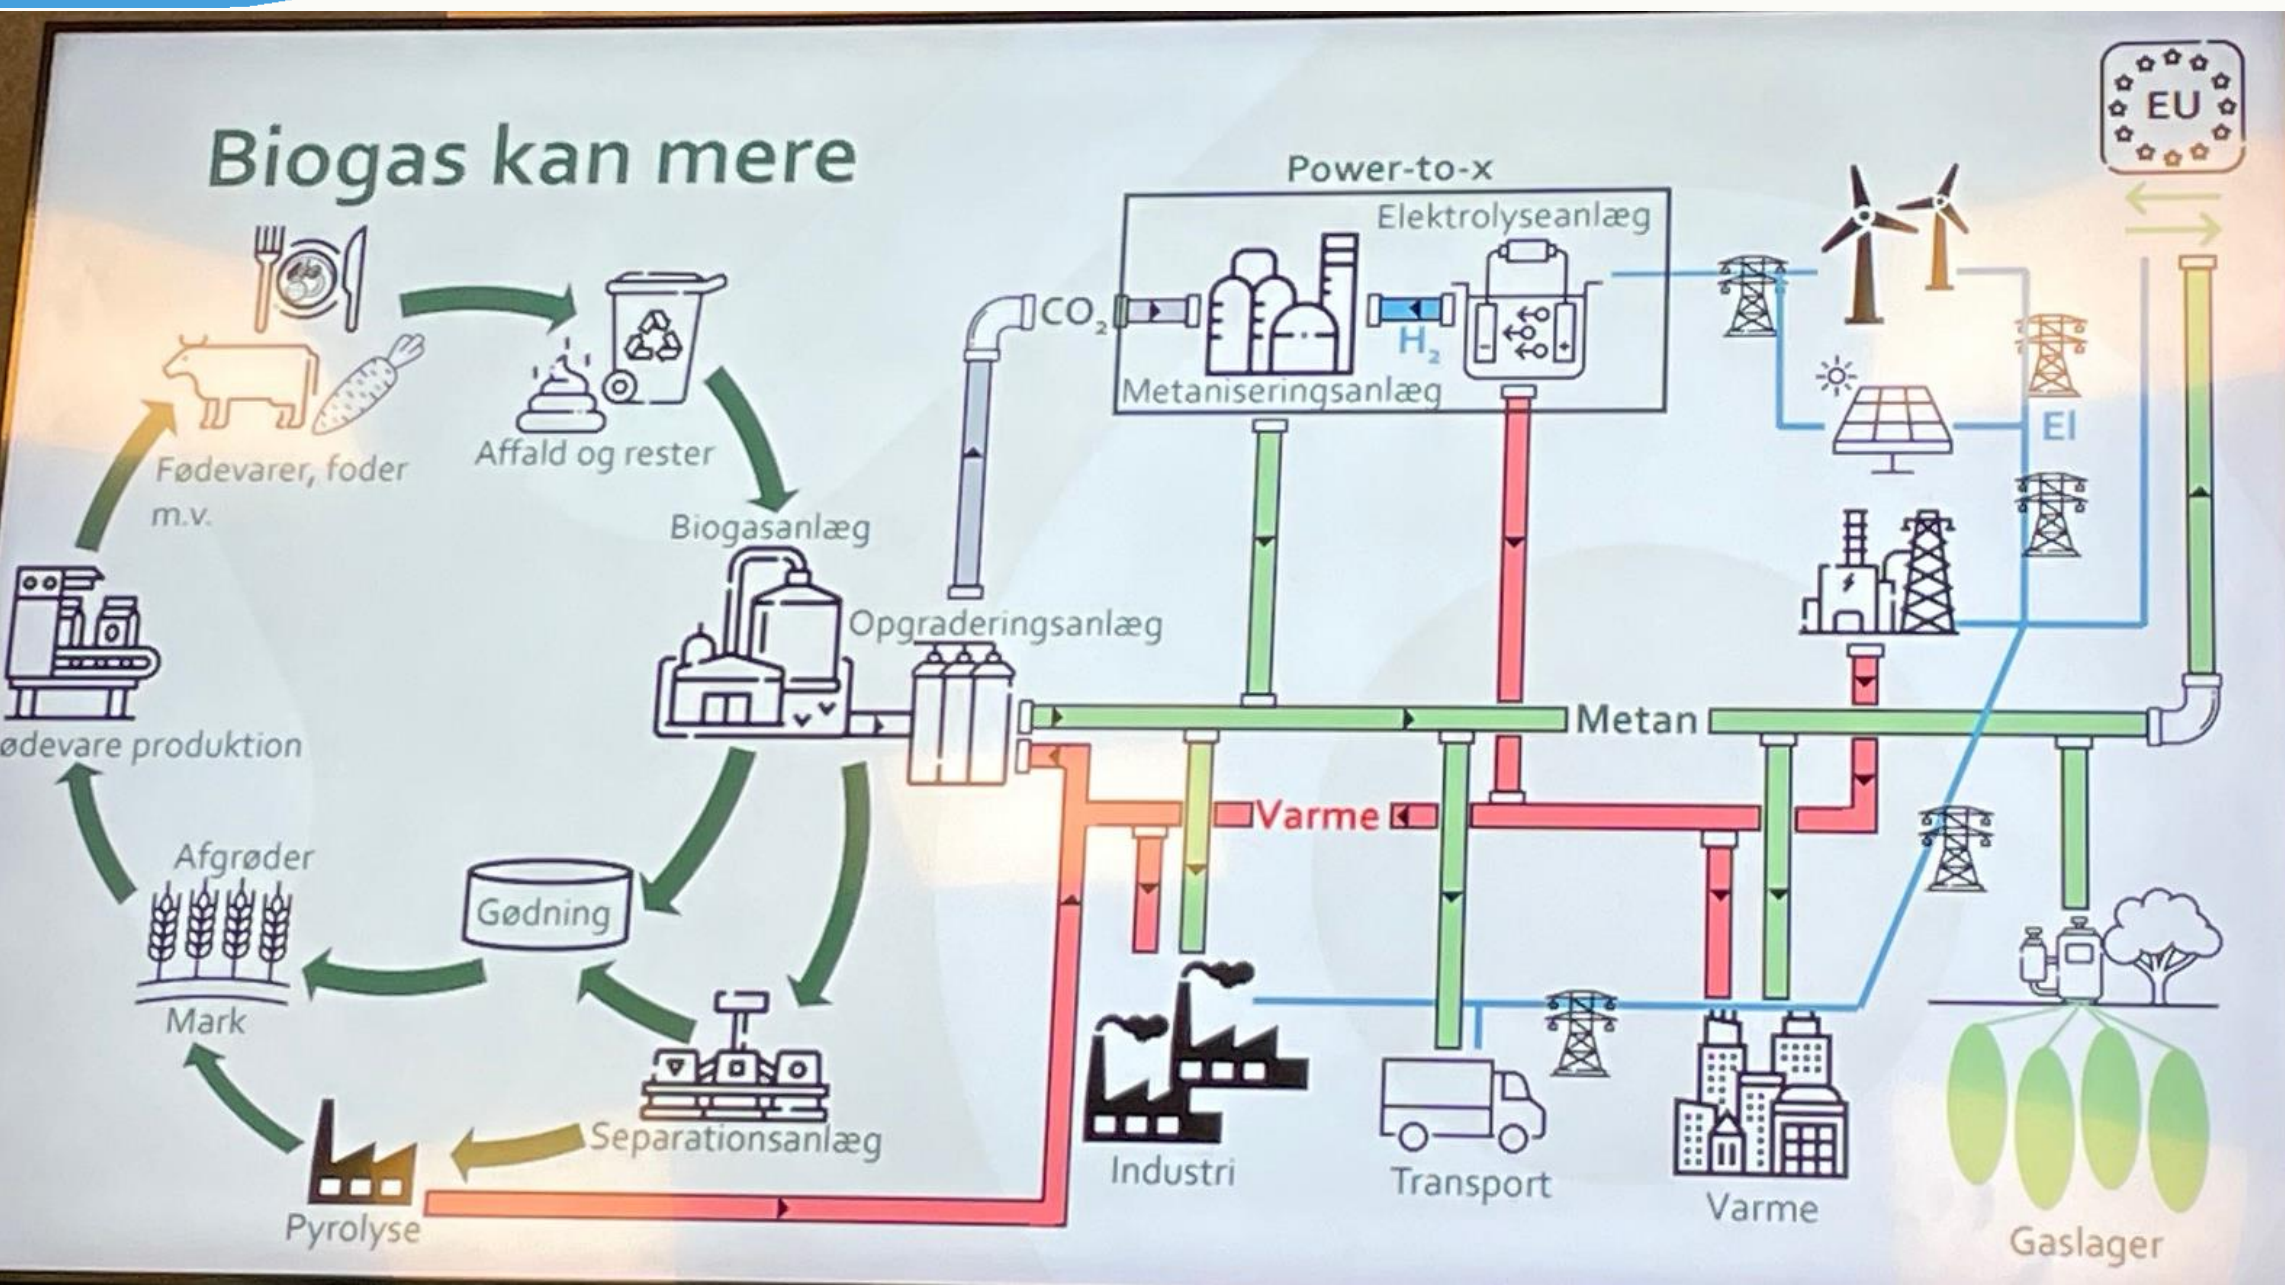 Biogas kan mere
EU
Power-to-x
Elektrolyseanlæg
CO2
H2
Metaniseringsanlæg
El
Fødevarer, foder
m.v.
Affald og rester
Biogasanlæg
Opgraderingsanlæg
Metan
ødevare produktion
Varme
Afgrøder
Gødning
Mark
Separationsanlæg
Pyrolyse
Industri
Transport
Varme
Gaslager